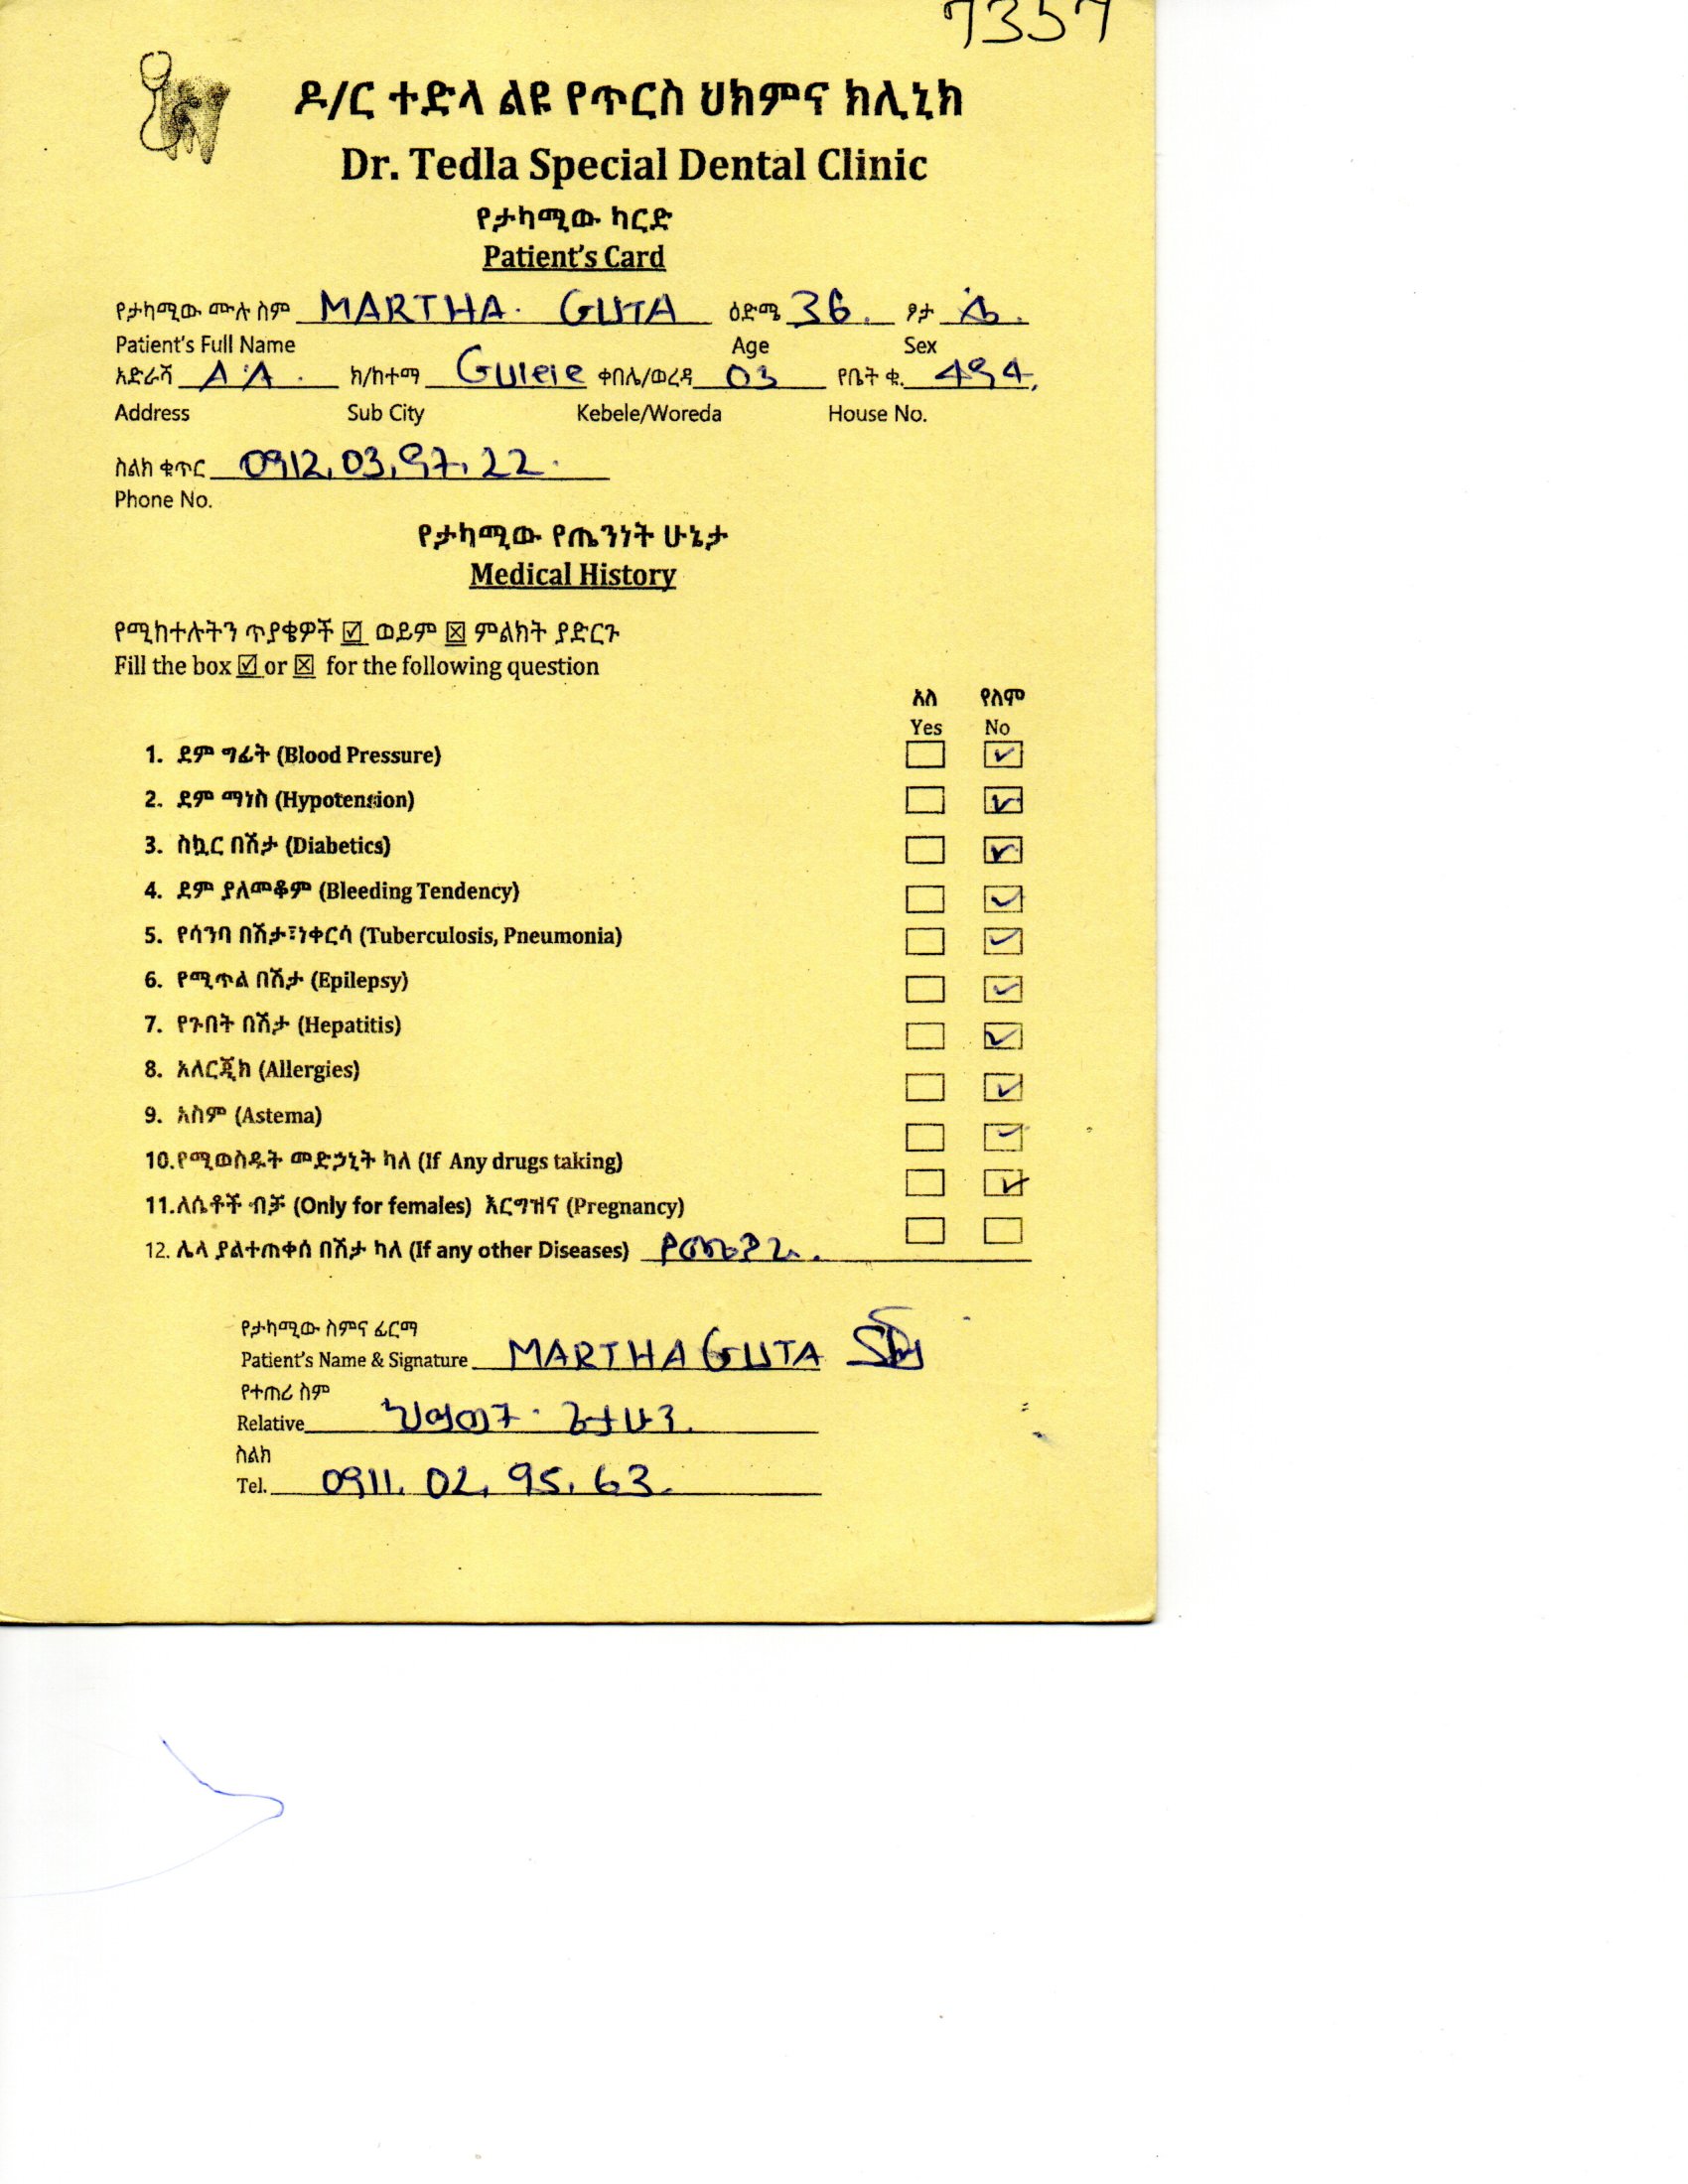 7357
ዶ/ር ተድላ ልዩ የጥርስ ህክምና ክሊኒክ
Dr. Tedla Special Dental Clinic
የታካሚው ካርድ
Patient's Card
የታካሚው ሙሉ ስም MARTHA. GUTA ዕድሜ 36. ፆታ ሴ.
Patient's Full Name Age Sex
አድራሻ A.A. ክ/ከተማ Gulele ቀበሌ/ወረዳ 03 የቤት ቁ. 494.
Address Sub City Kebele/Woreda House No.
ስልክ ቁጥር 0912.03.97.22.
Phone No.
የታካሚው የጤንነት ሁኔታ
Medical History
የሚከተሉትን ጥያቄዎች ☑ ወይም ☒ ምልክት ያድርጉ
Fill the box ☑ or ☒ for the following question
አለ የለም
Yes No
1. ደም ግፊት (Blood Pressure)
2. ደም ማነስ (Hypotension)
3. ስኳር በሽታ (Diabetics)
4. ደም ያለመቆም (Bleeding Tendency)
5. የሳንባ በሽታ፣ነቀርሳ (Tuberculosis, Pneumonia)
6. የሚጥል በሽታ (Epilepsy)
7. የጉበት በሽታ (Hepatitis)
8. አለርጂክ (Allergies)
9. አስም (Astema)
10.የሚወስዱት መድኃኒት ካለ (If Any drugs taking)
11.ለሴቶች ብቻ (Only for females) እርግዝና (Pregnancy)
12. ሌላ ያልተጠቀሰ በሽታ ካለ (If any other Diseases)
የታካሚው ስምና ፊርማ
Patient's Name & Signature MARTHA GUTA
የተጠሪ ስም
Relative
ስልክ
Tel. 0911. 02. 95. 63.